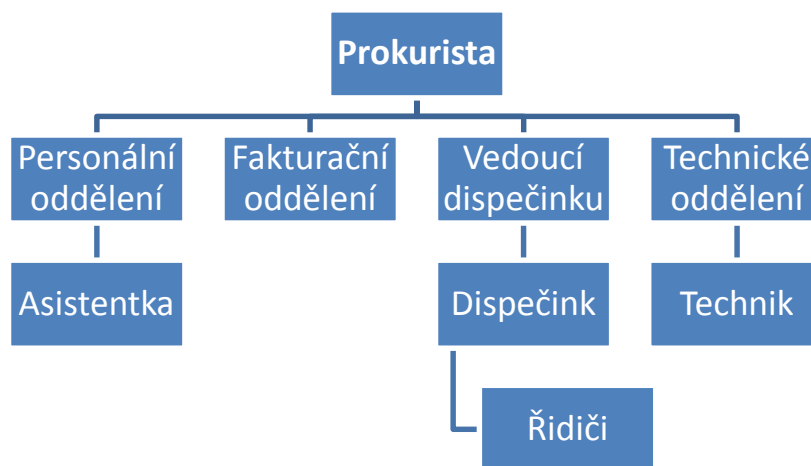 Prokurista
Personální
oddělení
Fakturační
oddělení
Vedoucí
dispečinku
Technické
oddělení
Asistentka
Dispečink
Technik
Řidiči